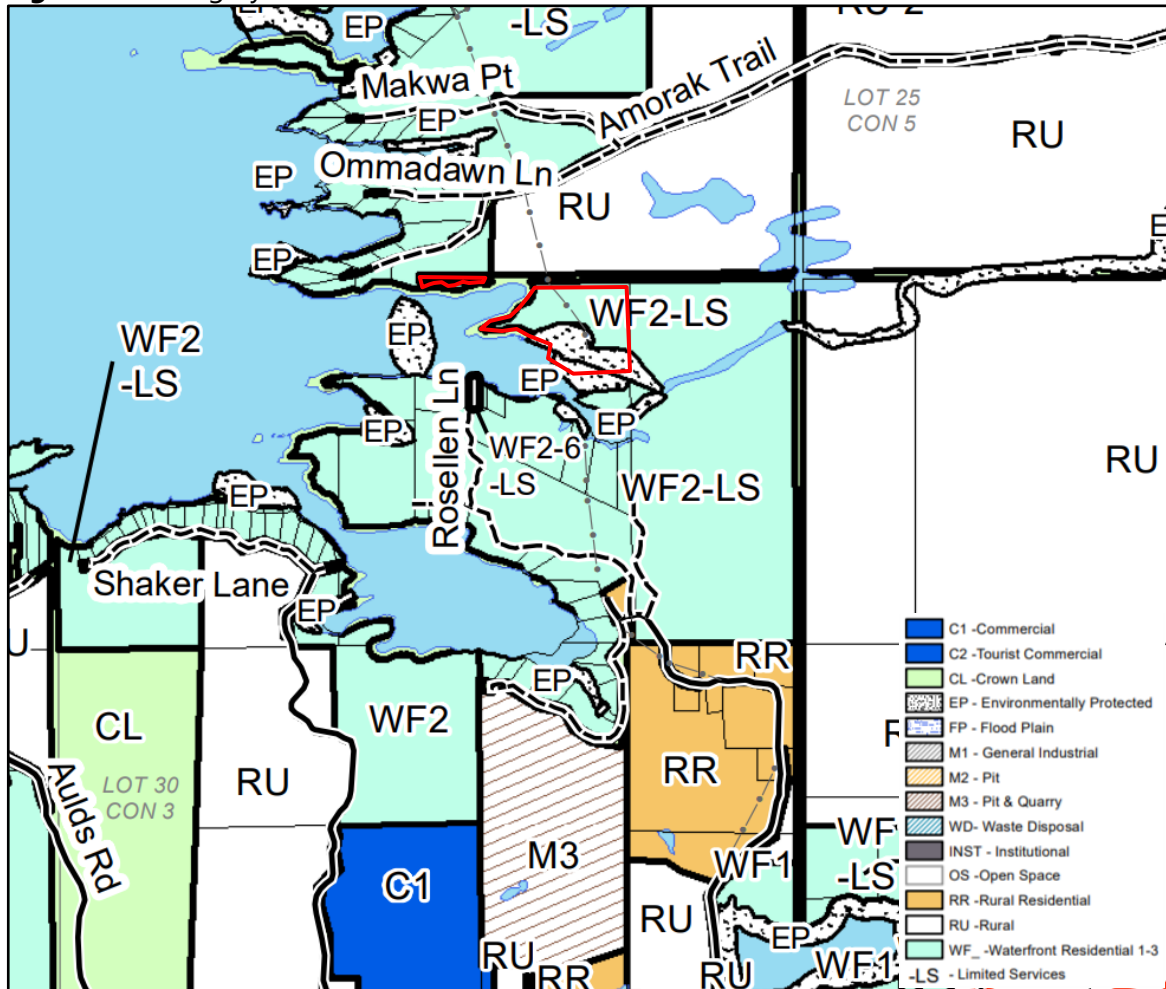 EP
EP
-LS
Makwa Pt
Amorak Trail
LOT 25
CON 5
EP
RU
Ommadawn Ln
EP
RU
EP
WF2-LS
WF2
-LS
EP
EP
EP
EP
Rosellen Ln
WF2-6
-LS
WF2-LS
RU
EP
Shaker Lane
EP
RR
EP
CL
WF2
RR
RU
LOT 30
CON 3
Aulds Rd
M3
WF1
WF
-LS
C1
RU
EP
RU
RR
RU
WF1
C1 -Commercial
C2 -Tourist Commercial
CL -Crown Land
EP - Environmentally Protected
FP - Flood Plain
M1 - General Industrial
M2 - Pit
M3 - Pit & Quarry
WD- Waste Disposal
INST - Institutional
OS -Open Space
RR -Rural Residential
RU -Rural
WF_ -Waterfront Residential 1-3
-LS - Limited Services